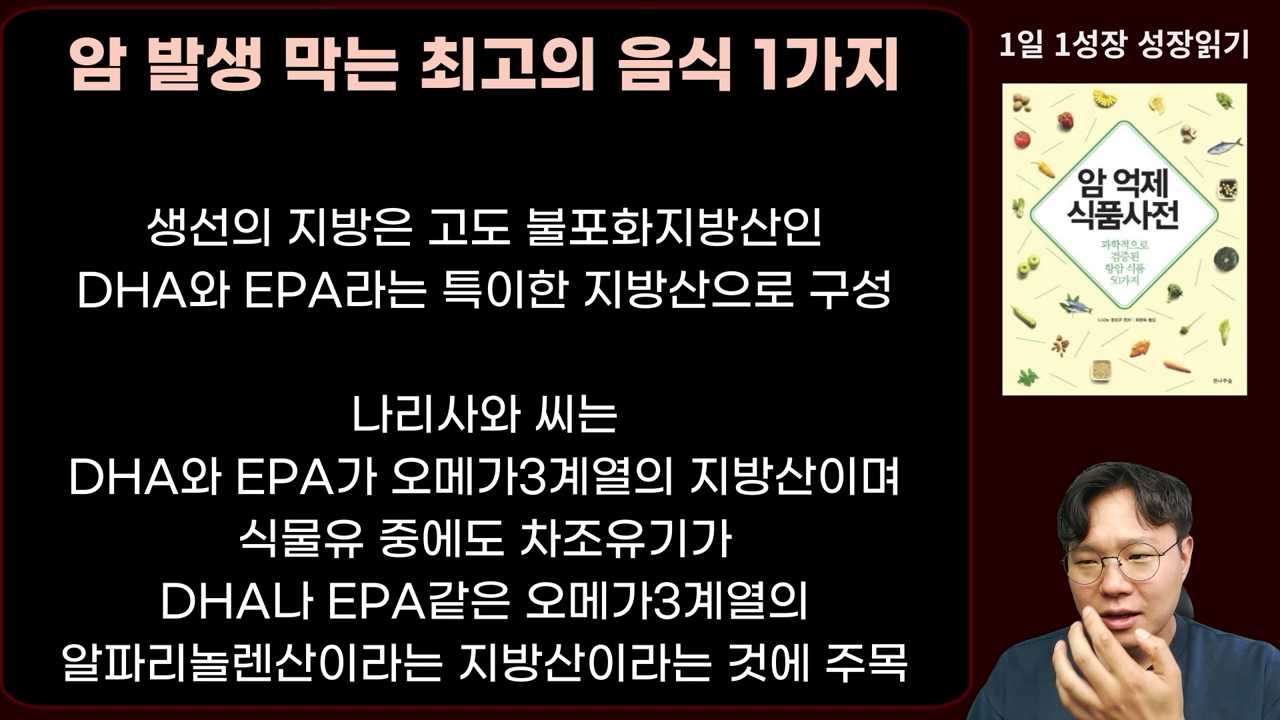 암 발생 막는 최고의 음식 1가지
생선의 지방은 고도 불포화지방산인
DHA와 EPA라는 특이한 지방산으로 구성
나리사와 씨는
DHA와 EPA가 오메가3계열의 지방산이며
식물유 중에도 차조유기가
DHA나 EPA같은 오메가3계열의
알파리놀렌산이라는 지방산이라는 것에 주목
1일 1성장 성장읽기
암 억제
식품사전
과학적으로
검증된
항암 식품
50가지
전나무숲